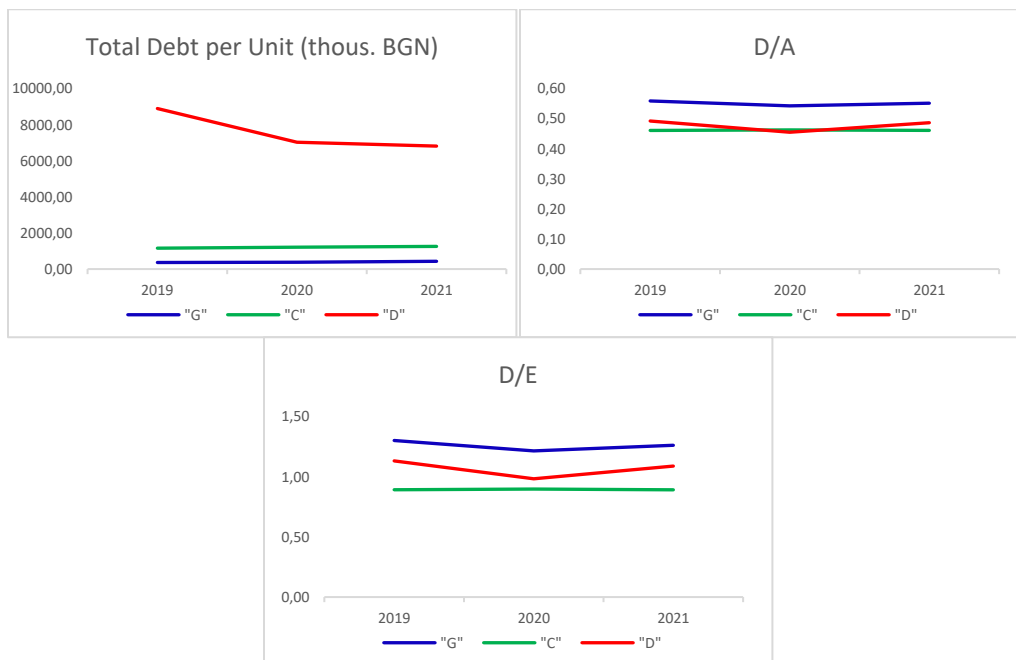 Total Debt per Unit (thous. BGN)
10000,00
8000,00
6000,00
4000,00
2000,00
0,00
2019 2020 2021
"G" "C" "D"
D/A
0,60
0,50
0,40
0,30
0,20
0,10
0,00
2019 2020 2021
"G" "C" "D"
D/E
1,50
1,00
0,50
0,00
2019 2020 2021
"G" "C" "D"